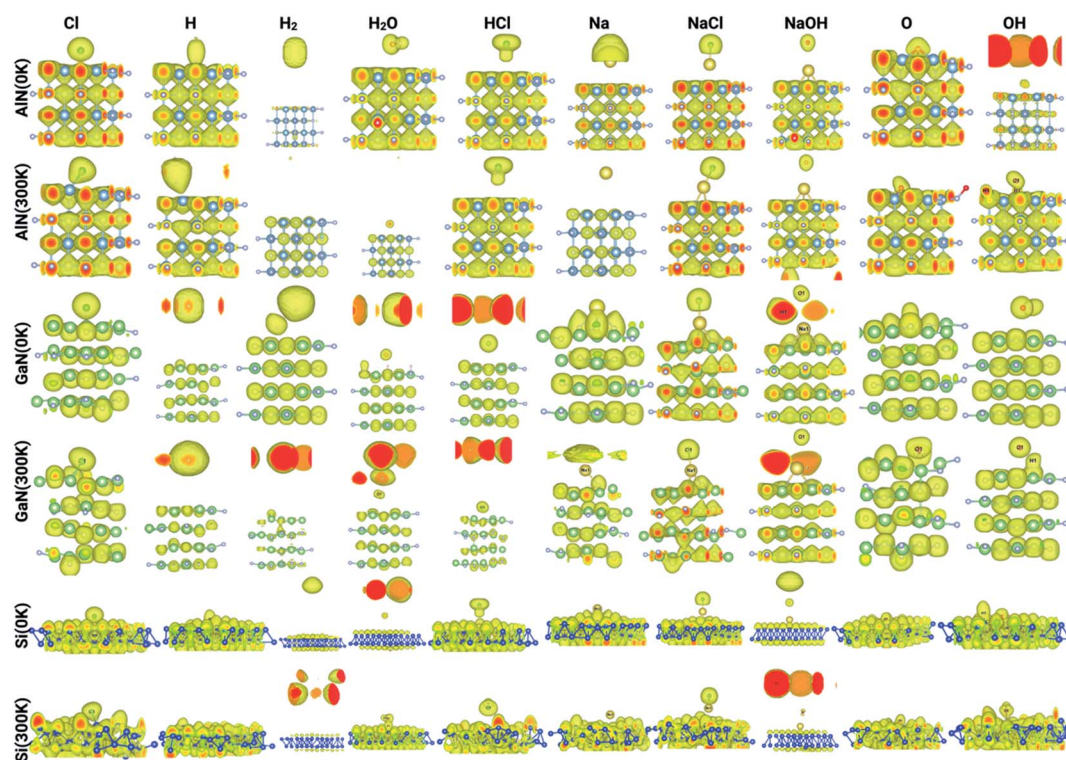 Cl H H₂ H₂O HCl Na NaCl NaOH O OH
AlN(0K)
AlN(300K)
GaN(0K)
GaN(300K)
Si(0K)
Si(300K)